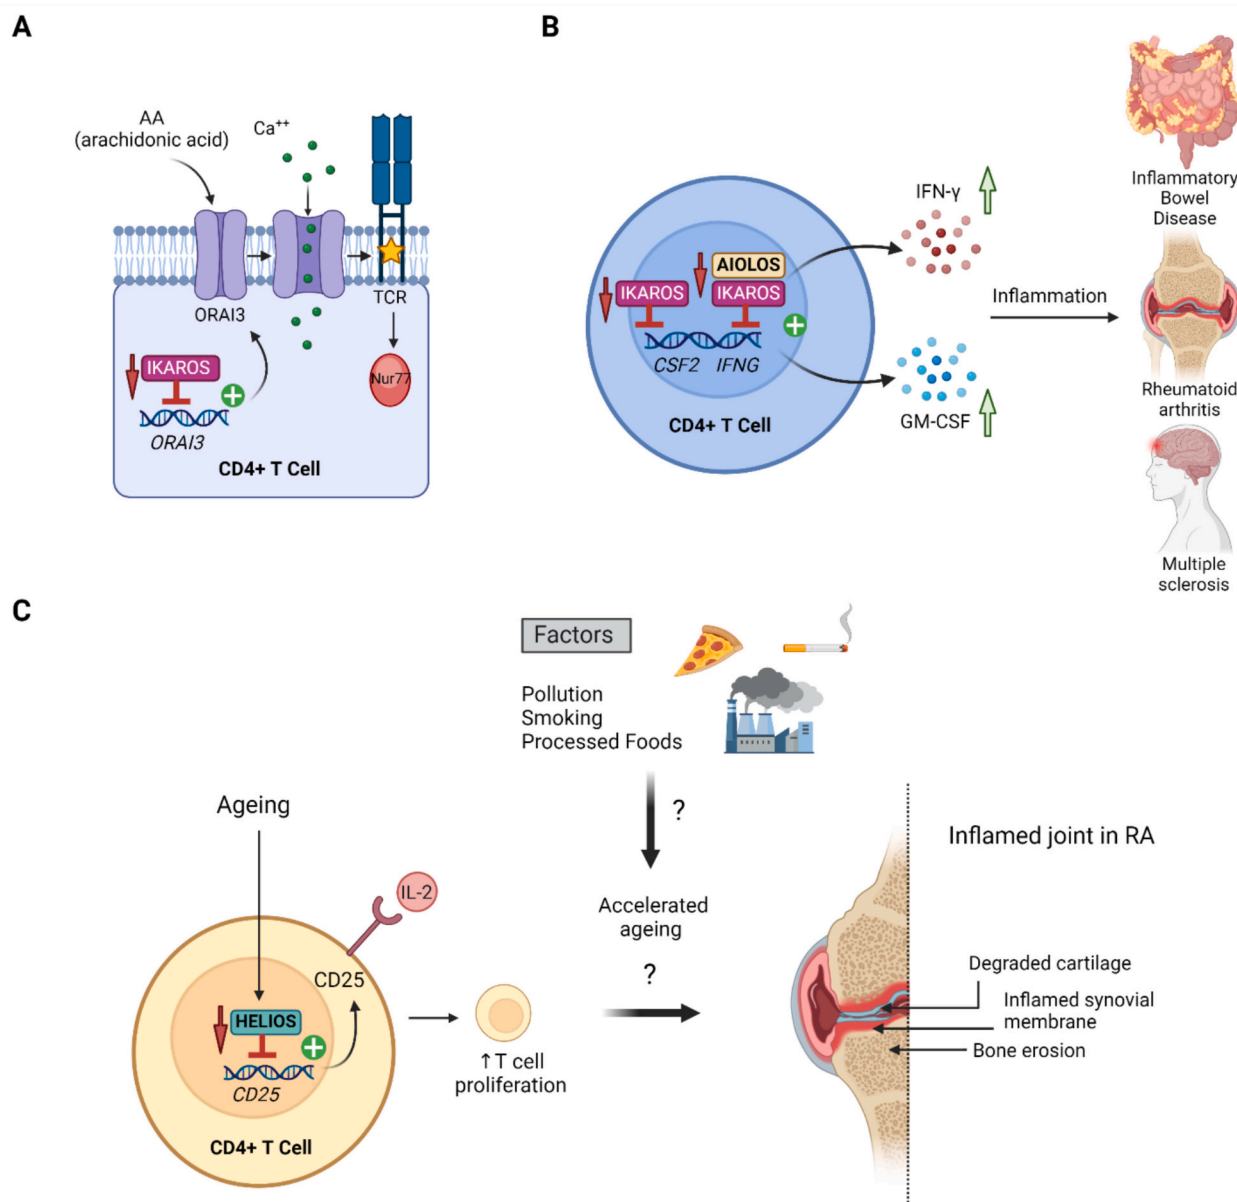 A
AA
(arachidonic acid)
Ca++
ORAI3
TCR
IKAROS
Nur77
ORAI3
CD4+ T Cell
B
IFN-γ
AIOLOS
IKAROS
IKAROS
CSF2
IFNG
CD4+ T Cell
GM-CSF
Inflammation
Inflammatory
Bowel
Disease
Rheumatoid
arthritis
Multiple
sclerosis
C
Factors
Pollution
Smoking
Processed Foods
?
Accelerated
ageing
?
Ageing
IL-2
CD25
HELIOS
CD25
CD4+ T Cell
↑T cell
proliferation
Inflamed joint in RA
Degraded cartilage
Inflamed synovial
membrane
Bone erosion